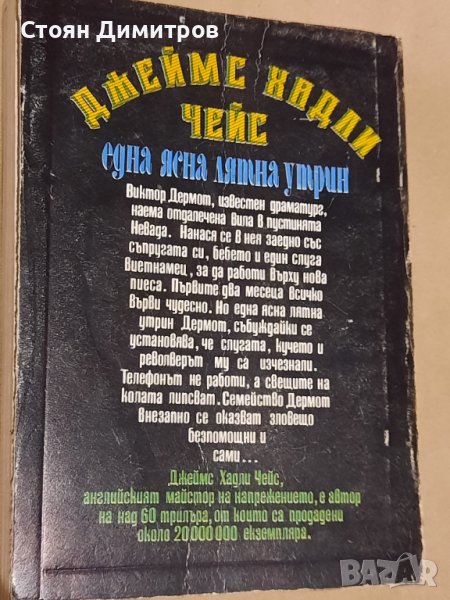 Стоян Димитров
ДЖЕЙМС ХАДЛИ
ЧЕЙС
една ясна лятна утрин
Виктор Дермот, известен драматург,
наема отдалечена вила в пустинята
Невада. Нанася се в нея заедно със
съпругата си, бебето и един слуга
виетнамец, за да работи върху нова
пиеса. Първите два месеца всичко
върви чудесно. Но една ясна лятна
утрин Дермот, събуждайки се
установява, че слугата, кучето и
револверът му са изчезнали.
Телефонът не работи, а свещите на
колата липсват. Семейство Дермот
внезапно се оказват зловещо
безпомощни и
сами...
Джеймс Хадли Чейс,
английският майстор на напрежението, е автор
на над 60 трилъра, от които са продадени
около 20 000 000 екземпляра.
BAZAR.BG